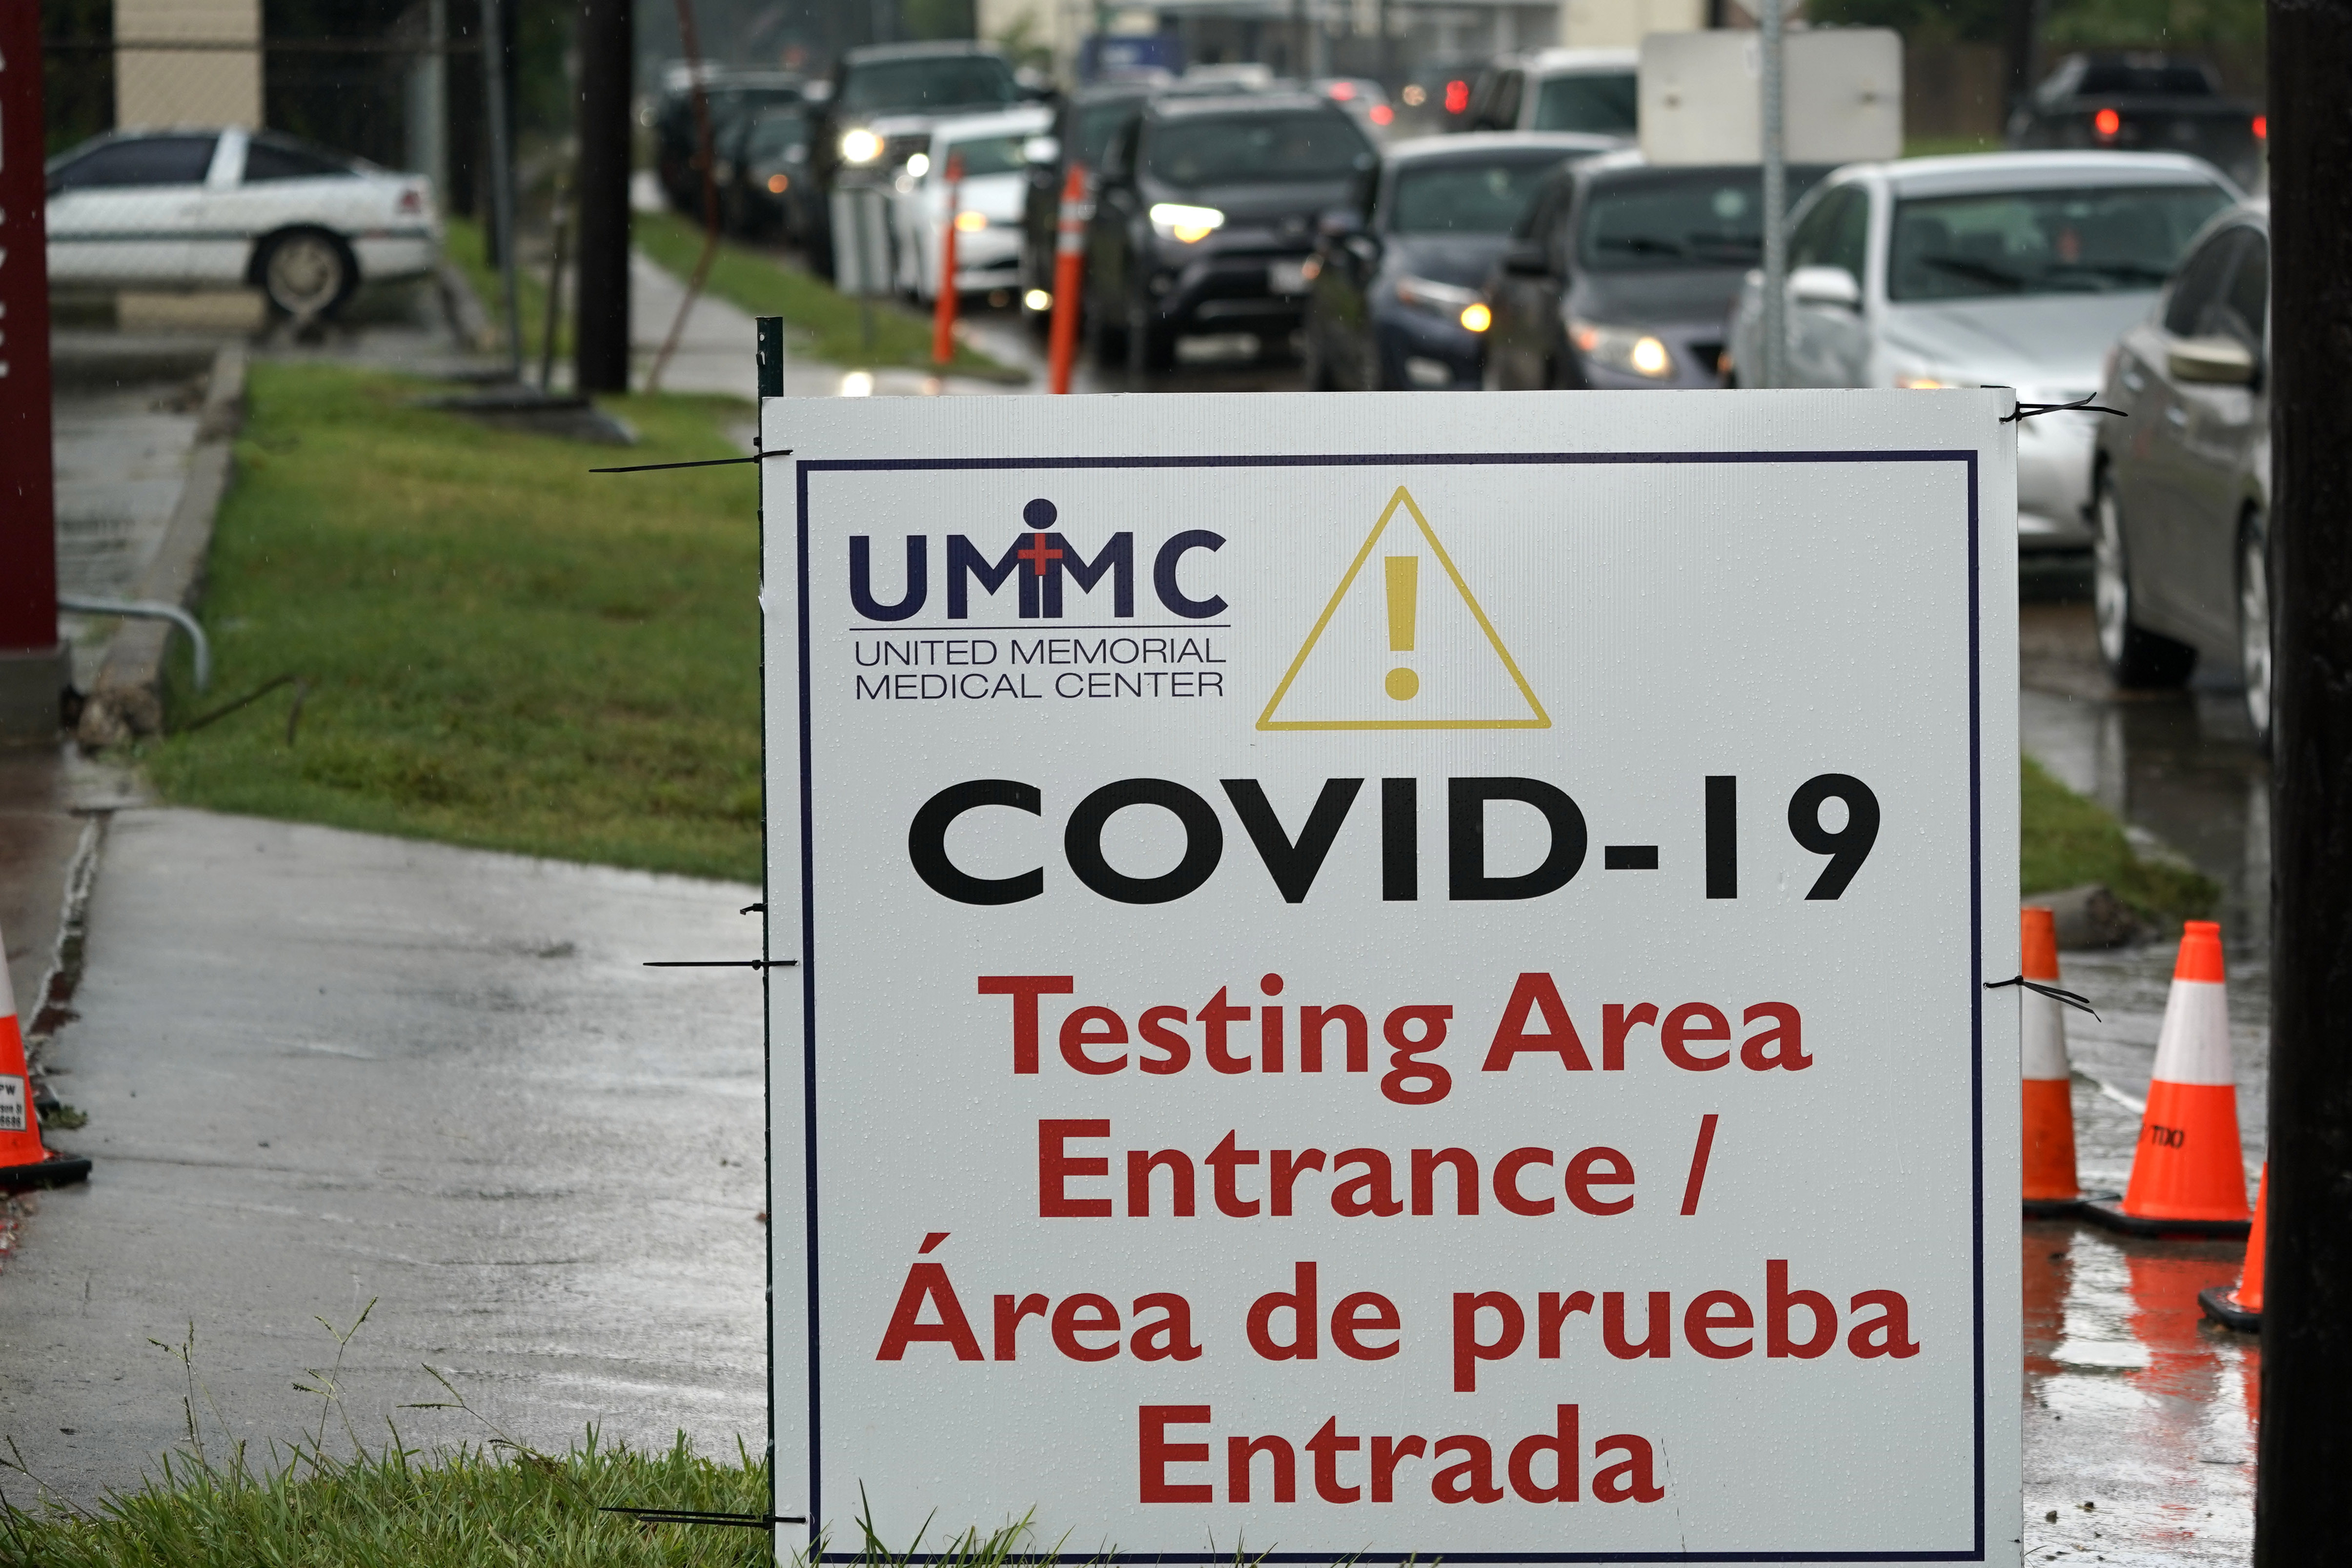 UMMC
UNITED MEMORIAL
MEDICAL CENTER
!
COVID-19
Testing Area
Entrance /
Área de prueba
Entrada